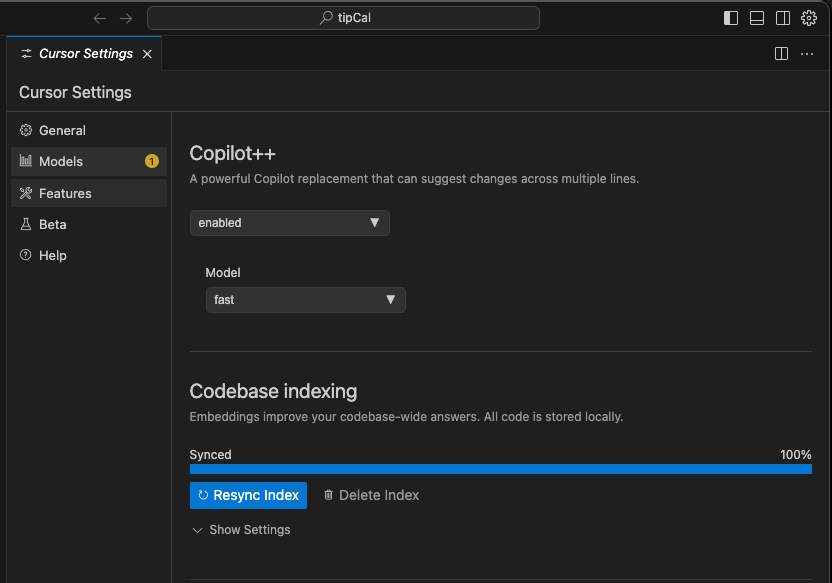 tipCal
Cursor Settings
Cursor Settings
General
Models 1
Features
Beta
Help
Copilot++
A powerful Copilot replacement that can suggest changes across multiple lines.
enabled
Model
fast
Codebase indexing
Embeddings improve your codebase-wide answers. All code is stored locally.
Synced 100%
Resync Index Delete Index
Show Settings